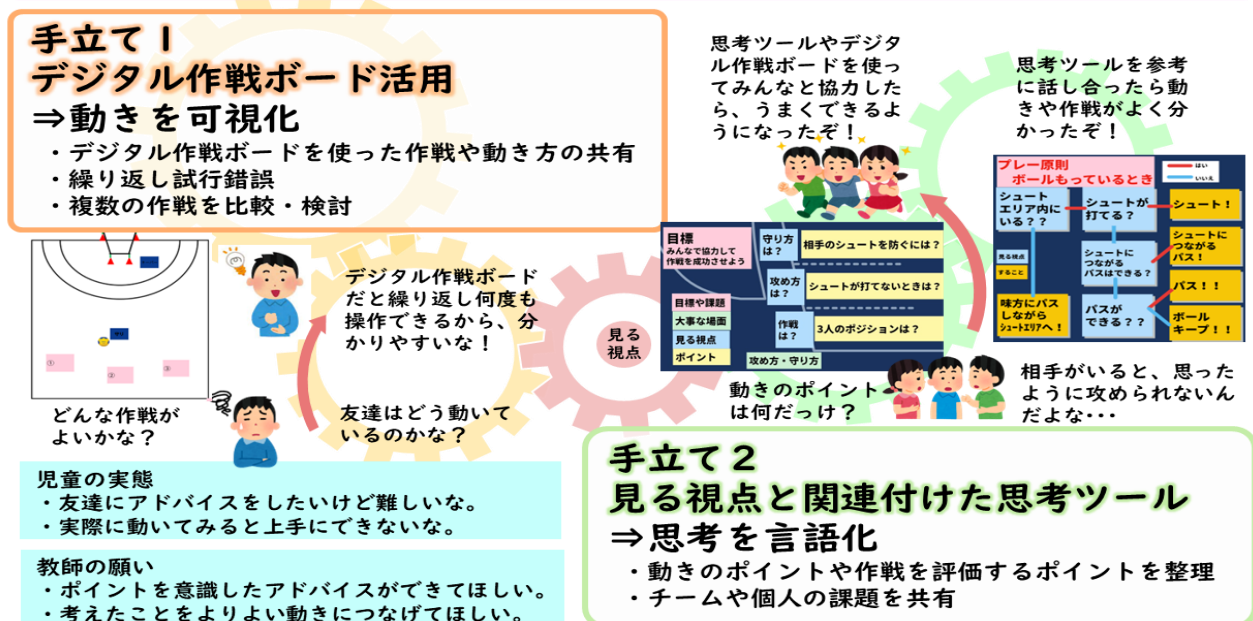 手立て１
デジタル作戦ボード活用
⇒動きを可視化
・デジタル作戦ボードを使った作戦や動き方の共有
・繰り返し試行錯誤
・複数の作戦を比較・検討
①
②
③
どんな作戦が
よいかな？
デジタル作戦ボード
だと繰り返し何度も
操作できるから、分
かりやすいな！
友達はどう動いて
いるのかな？
児童の実態
・友達にアドバイスをしたいけど難しいな。
・実際に動いてみると上手にできないな。
教師の願い
・ポイントを意識したアドバイスができてほしい。
・考えたことをよりよい動きにつなげてほしい。
見る
視点
思考ツールやデジタ
ル作戦ボードを使っ
てみんなと協力した
ら、うまくできるよ
うになったぞ！
目標
みんなで協力して
作戦を成功させよう
守り方
は？
相手のシュートを防ぐには？
攻め方
は？
シュートが打てないときは？
作戦
は？
3人のポジションは？
目標や課題
大事な場面
見る視点
ポイント
攻め方・守り方
動きのポイント
は何だっけ？
思考ツールを参考
に話し合ったら動
きや作戦がよく分
かったぞ！
プレー原則
ボールもっているとき
はい
いいえ
シュート
エリア内に
いる？？
シュートが
打てる？
シュート！
見る視点
すること
シュートに
つながる
パスはできる？
シュートに
つながる
パス！
味方にパス
しながら
シュートエリアへ！
パスが
できる？？
パス！！
ボール
キープ！！
相手がいると、思った
ように攻められないん
だよな・・・
手立て２
見る視点と関連付けた思考ツール
⇒思考を言語化
・動きのポイントや作戦を評価するポイントを整理
・チームや個人の課題を共有